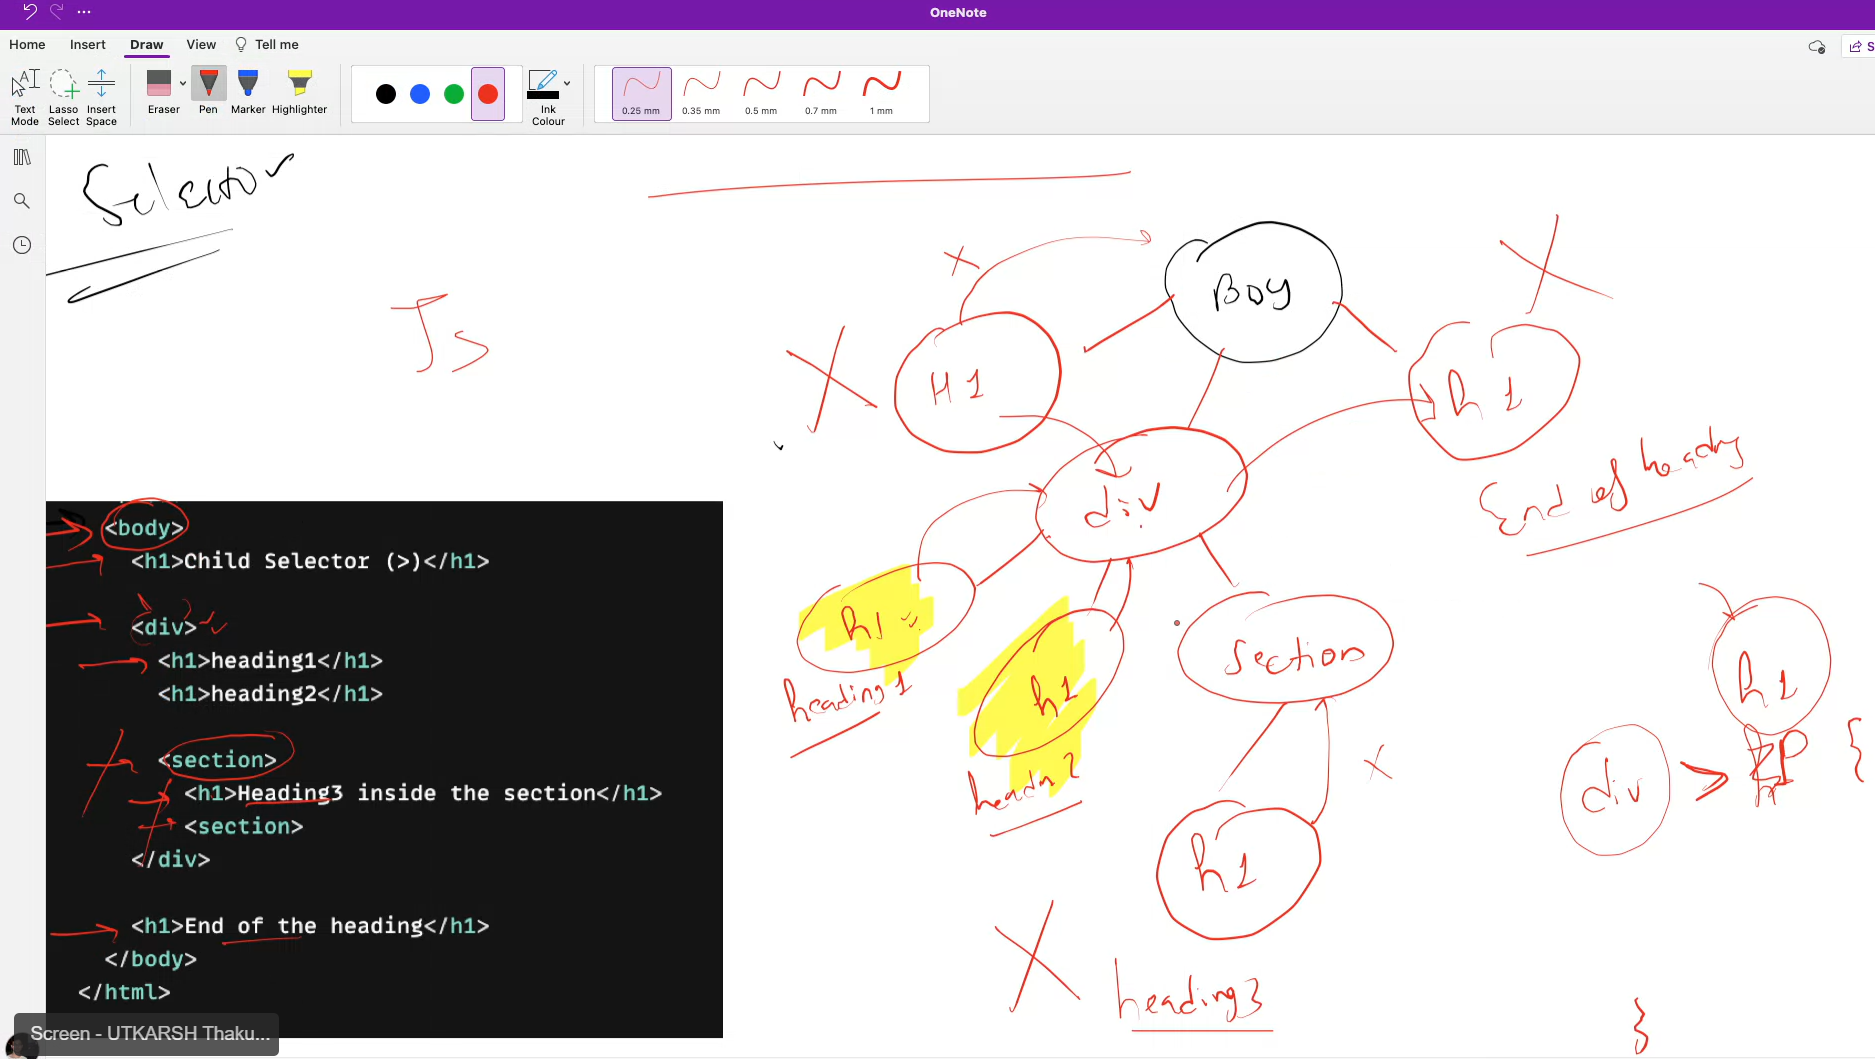 OneNote
Home Insert Draw View Tell me
Text Mode
Lasso Select
Insert Space
Eraser
Pen
Marker
Highlighter
Ink Colour
0.25 mm
0.35 mm
0.5 mm
0.7 mm
1 mm
S
Selector
Js
BOY
H1
h1
div
End of heading
h1
heading1
h1
section
h1
div > {
h1
heading3
}
<body>
<h1>Child Selector (>)</h1>
<div>
<h1>heading1</h1>
<h1>heading2</h1>
<section>
<h1>Heading3 inside the section</h1>
<section>
</div>
<h1>End of the heading</h1>
</body>
</html>
Screen - UTKARSH Thaku...